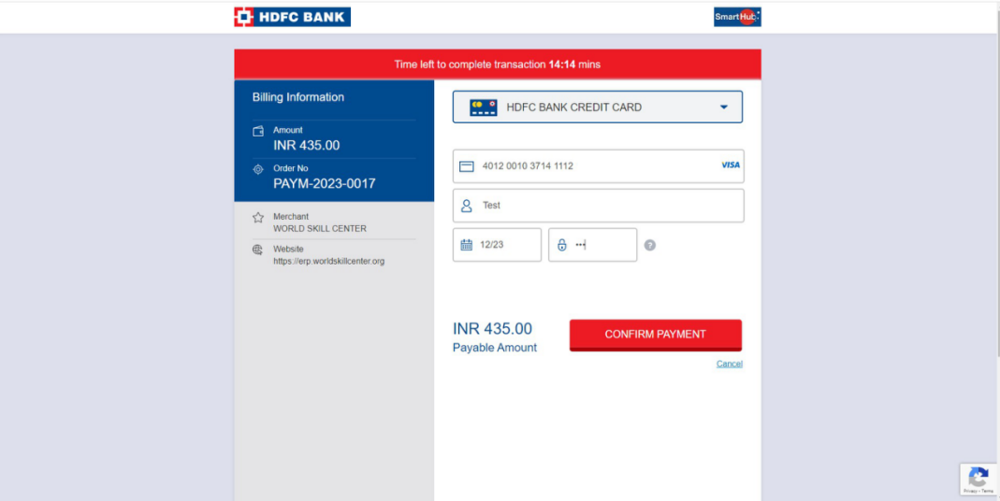 HDFC BANK
SmartHub
Time left to complete transaction 14:14 mins
Billing Information
Amount
INR 435.00
Order No
PAYM-2023-0017
Merchant
WORLD SKILL CENTER
Website
https://erp.worldskillcenter.org
HDFC BANK CREDIT CARD
4012 0010 3714 1112
VISA
Test
12/23
•••
?
INR 435.00
Payable Amount
CONFIRM PAYMENT
Cancel
Privacy - Terms